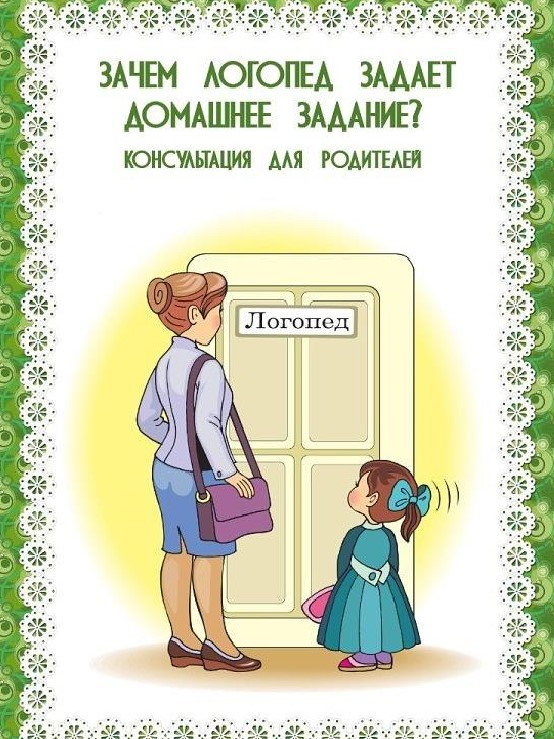 ЗАЧЕМ ЛОГОПЕД ЗАДАЕТ
ДОМАШНЕЕ ЗАДАНИЕ?
КОНСУЛЬТАЦИЯ ДЛЯ РОДИТЕЛЕЙ
Логопед